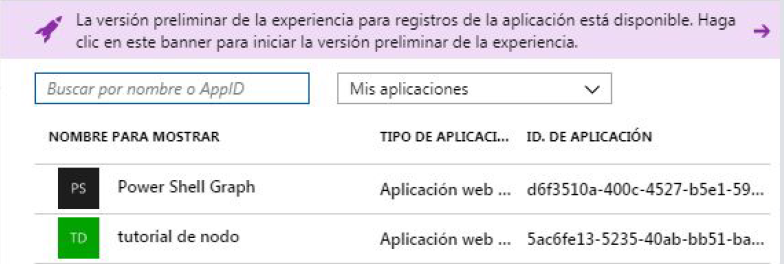 La versión preliminar de la experiencia para registros de la aplicación está disponible. Haga
clic en este banner para iniciar la versión preliminar de la experiencia.
Buscar por nombre o AppID
Mis aplicaciones
NOMBRE PARA MOSTRAR TIPO DE APLICACI... ID. DE APLICACIÓN
PS Power Shell Graph Aplicación web ... d6f3510a-400c-4527-b5e1-59...
TD tutorial de nodo Aplicación web ... 5ac6fe13-5235-40ab-bb51-ba...